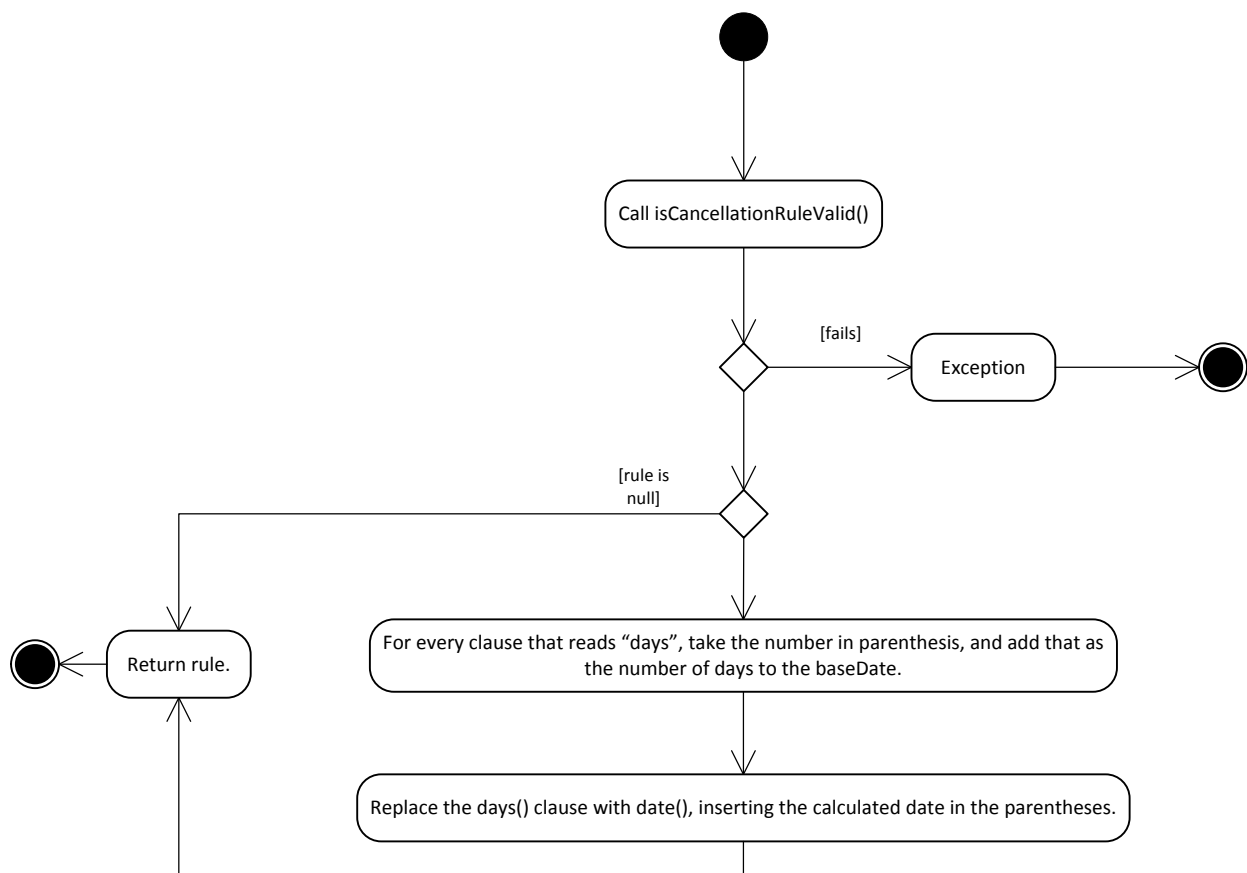 Call isCancellationRuleValid()
[fails]
Exception
[rule is
null]
For every clause that reads “days”, take the number in parenthesis, and add that as
the number of days to the baseDate.
Return rule.
Replace the days() clause with date(), inserting the calculated date in the parentheses.